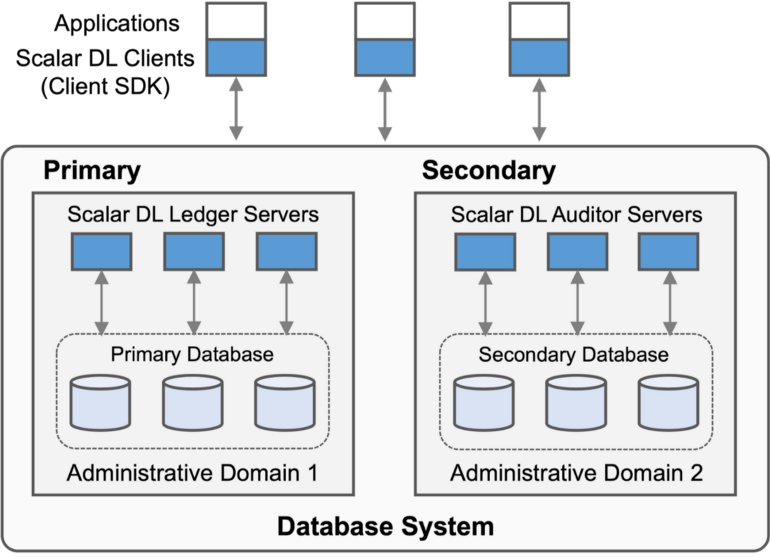 Applications
Scalar DL Clients
(Client SDK)
Primary
Secondary
Scalar DL Ledger Servers
Scalar DL Auditor Servers
Primary Database
Secondary Database
Administrative Domain 1
Administrative Domain 2
Database System